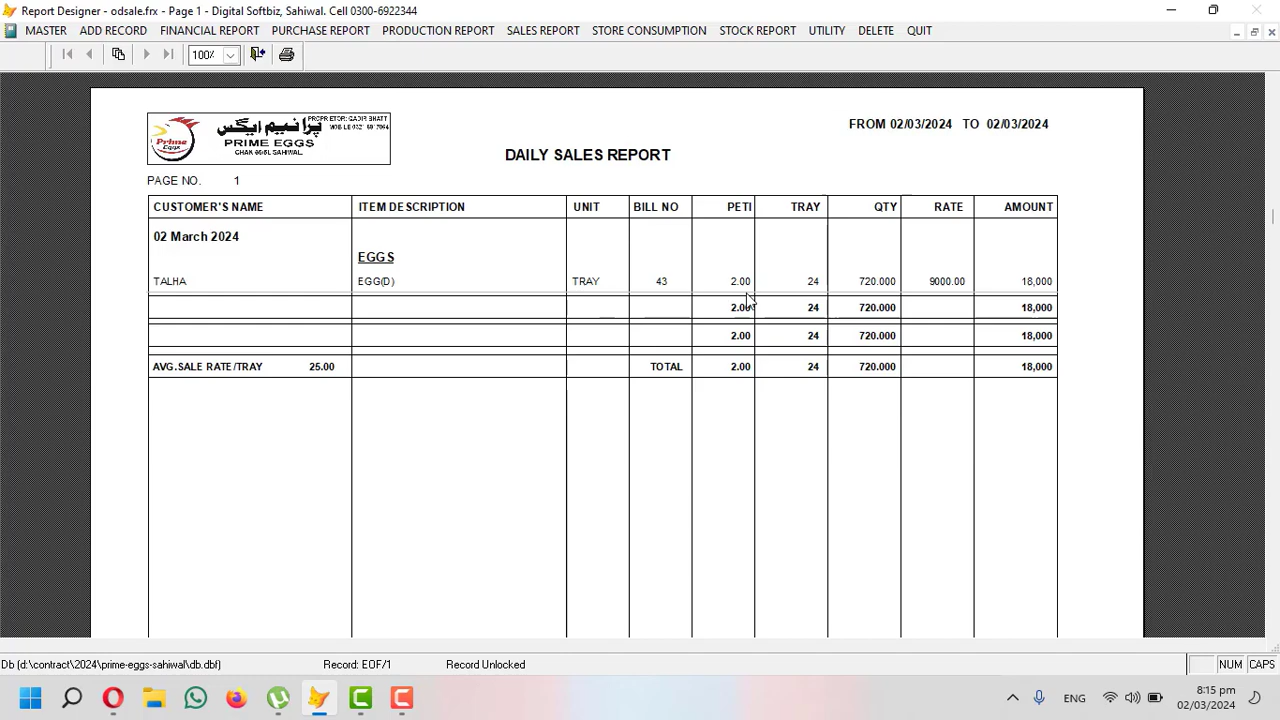 Report Designer - odsale.frx - Page 1 - Digital Softbiz, Sahiwal. Cell 0300-6922344
MASTER ADD RECORD FINANCIAL REPORT PURCHASE REPORT PRODUCTION REPORT SALES REPORT STORE CONSUMPTION STOCK REPORT UTILITY DELETE QUIT
100%
پرائیم ایگس
PRIME EGGS
Prime
Eggs
FROM 02/03/2024 TO 02/03/2024
DAILY SALES REPORT
PAGE NO. 1
CUSTOMER'S NAME ITEM DESCRIPTION UNIT BILL NO PETI TRAY QTY RATE AMOUNT
02 March 2024
EGGS
TALHA EGG(D) TRAY 43 2.00 24 720.000 9000.00 18,000
2.00 24 720.000 18,000
2.00 24 720.000 18,000
AVG.SALE RATE/TRAY 25.00 TOTAL 2.00 24 720.000 18,000
Db (d:\contract\2024\prime-eggs-sahiwal\db.dbf) Record: EOF/1 Record Unlocked NUM CAPS
ENG 8:15 pm
02/03/2024